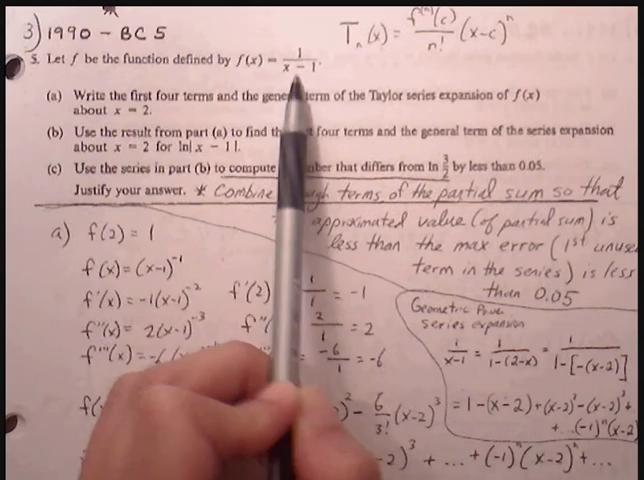 3) 1990 - BC 5
T_n(x) = f^(n)(c)/n! (x-c)^n
5. Let f be the function defined by f(x) = 1/(x - 1).
(a) Write the first four terms and the term of the Taylor series expansion of f(x)
about x = 2.
(b) Use the result from part (a) to find four terms and the general term of the series expansion
about x = 2 for ln|x - 1|.
(c) Use the series in part (b) to compute that differs from ln 3/2 by less than 0.05.
Justify your answer. * Combine terms of the partial sum so that
approximated value (of partial sum) is
less than the max error (1st
term in the series) is less
than 0.05
a) f(2) = 1
f(x) = (x-1)^-1
f'(x) = -1(x-1)^-2 f'(2) 1/1 = -1
f''(x) = 2(x-1)^-3 f'' 2/1 = 2
f'''(x) = -6 = -6/1 = -6
Geometric Power
series expansion
1/(x-1) = 1/(1-(2-x)) = 1/(1-[-(x-2)])
= 1-(x-2)+(x-2)^2-(x-2)^3+
+...(-1)^n(x-2)
)^2 - 6/3! (x-2)^3
-2)^3 + ... + (-1)^n (x-2)^n + ...